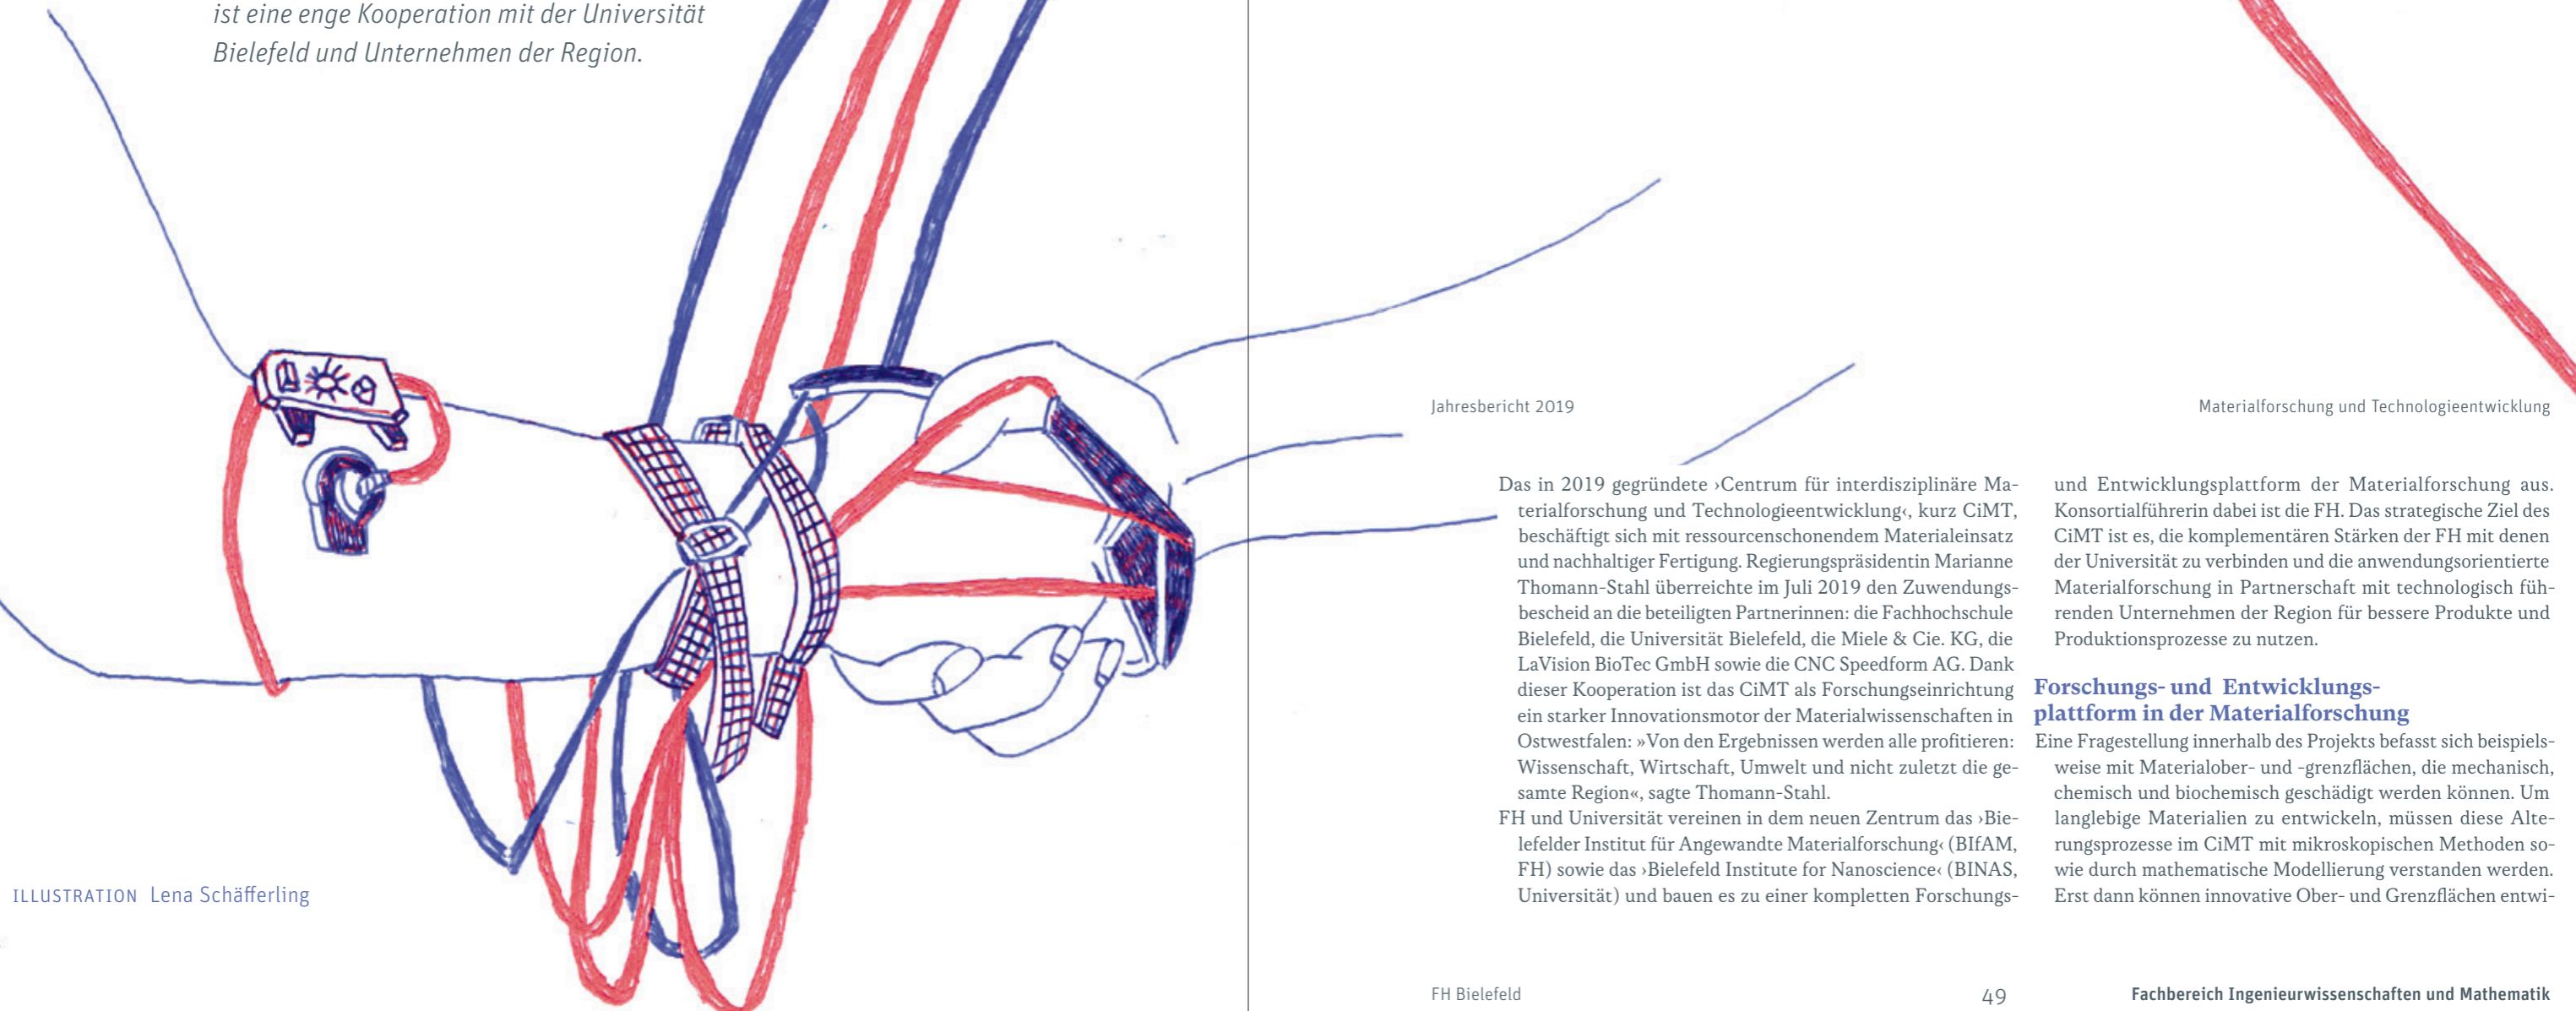 ist eine enge Kooperation mit der Universität
Bielefeld und Unternehmen der Region.
ILLUSTRATION Lena Schäfferling
Jahresbericht 2019
Materialforschung und Technologieentwicklung
Das in 2019 gegründete ›Centrum für interdisziplinäre Ma-
terialforschung und Technologieentwicklung‹, kurz CiMT,
beschäftigt sich mit ressourcenschonendem Materialeinsatz
und nachhaltiger Fertigung. Regierungspräsidentin Marianne
Thomann-Stahl überreichte im Juli 2019 den Zuwendungs-
bescheid an die beteiligten Partnerinnen: die Fachhochschule
Bielefeld, die Universität Bielefeld, die Miele & Cie. KG, die
LaVision BioTec GmbH sowie die CNC Speedform AG. Dank
dieser Kooperation ist das CiMT als Forschungseinrichtung
ein starker Innovationsmotor der Materialwissenschaften in
Ostwestfalen: »Von den Ergebnissen werden alle profitieren:
Wissenschaft, Wirtschaft, Umwelt und nicht zuletzt die ge-
samte Region«, sagte Thomann-Stahl.
FH und Universität vereinen in dem neuen Zentrum das ›Bie-
lefelder Institut für Angewandte Materialforschung‹ (BIfAM,
FH) sowie das ›Bielefeld Institute for Nanoscience‹ (BINAS,
Universität) und bauen es zu einer kompletten Forschungs-
und Entwicklungsplattform der Materialforschung aus.
Konsortialführerin dabei ist die FH. Das strategische Ziel des
CiMT ist es, die komplementären Stärken der FH mit denen
der Universität zu verbinden und die anwendungsorientierte
Materialforschung in Partnerschaft mit technologisch füh-
renden Unternehmen der Region für bessere Produkte und
Produktionsprozesse zu nutzen.
Forschungs- und Entwicklungs-
plattform in der Materialforschung
Eine Fragestellung innerhalb des Projekts befasst sich beispiels-
weise mit Materialober- und -grenzflächen, die mechanisch,
chemisch und biochemisch geschädigt werden können. Um
langlebige Materialien zu entwickeln, müssen diese Alte-
rungsprozesse im CiMT mit mikroskopischen Methoden so-
wie durch mathematische Modellierung verstanden werden.
Erst dann können innovative Ober- und Grenzflächen entwi-
FH Bielefeld
49
Fachbereich Ingenieurwissenschaften und Mathematik